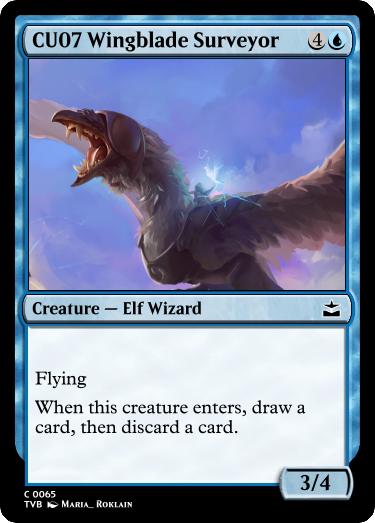 CU07 Wingblade Surveyor 4
Creature — Elf Wizard
Flying
When this creature enters, draw a
card, then discard a card.
3/4
C 0065
TVB Maria_ Roklain